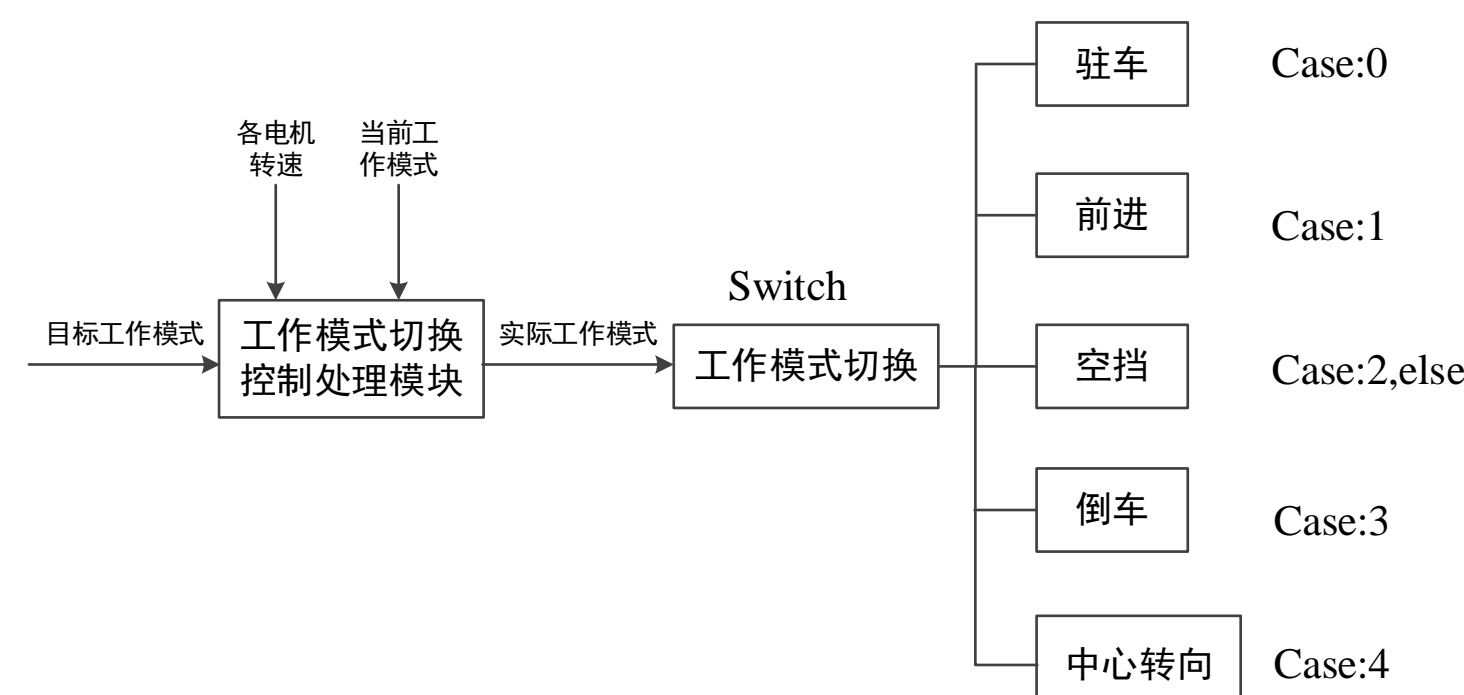 驻车
Case:0
各电机
转速
当前工
作模式
前进
Case:1
Switch
目标工作模式
工作模式切换
控制处理模块
实际工作模式
工作模式切换
空挡
Case:2,else
倒车
Case:3
中心转向
Case:4